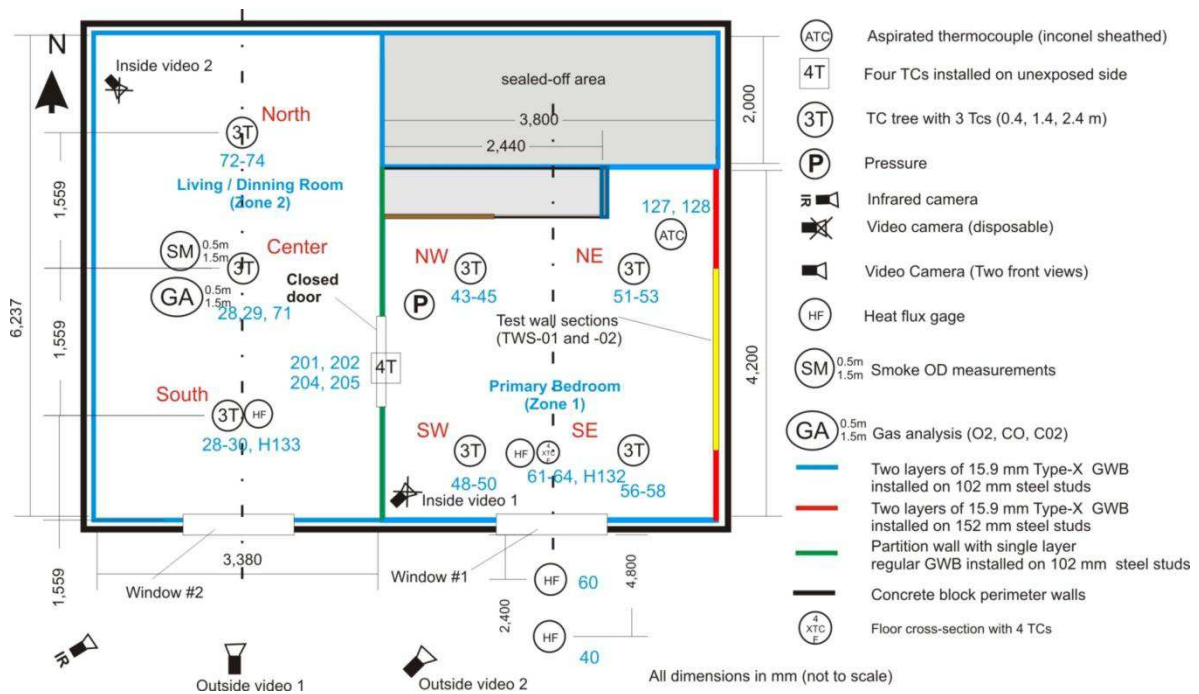 N
Inside video 2
3T
North
72-74
Living / Dinning Room
(Zone 2)
SM
0.5m
1.5m
Center
3T
GA
0.5m
1.5m
28,29, 71
Closed
door
201, 202
204, 205
4T
South
3T
HF
28-30, H133
sealed-off area
3,800
2,440
2,000
127, 128
ATC
NW
3T
43-45
NE
3T
51-53
P
Test wall sections
(TWS-01 and -02)
Primary Bedroom
(Zone 1)
SW
3T
48-50
HF
4
XTC
F
61-64, H132
SE
3T
56-58
Inside video 1
4,200
6,237
1,559
1,559
1,559
3,380
Window #2
Window #1
2,400
4,800
HF
60
HF
40
IR
Outside video 1
Outside video 2
All dimensions in mm (not to scale)
ATC
Aspirated thermocouple (inconel sheathed)
4T
Four TCs installed on unexposed side
3T
TC tree with 3 Tcs (0.4, 1.4, 2.4 m)
P
Pressure
IR
Infrared camera
Video camera (disposable)
Video Camera (Two front views)
HF
Heat flux gage
SM
0.5m
1.5m
Smoke OD measurements
GA
0.5m
1.5m
Gas analysis (O2, CO, C02)
Two layers of 15.9 mm Type-X GWB
installed on 102 mm steel studs
Two layers of 15.9 mm Type-X GWB
installed on 152 mm steel studs
Partition wall with single layer
regular GWB installed on 102 mm steel studs
Concrete block perimeter walls
4
XTC
F
Floor cross-section with 4 TCs